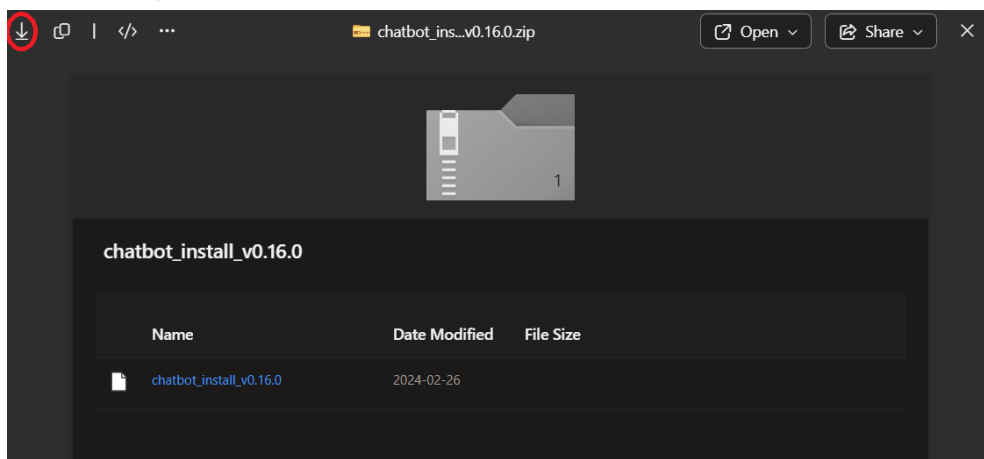 </> ··· chatbot_ins...v0.16.0.zip Open Share
1
chatbot_install_v0.16.0
Name Date Modified File Size
chatbot_install_v0.16.0 2024-02-26